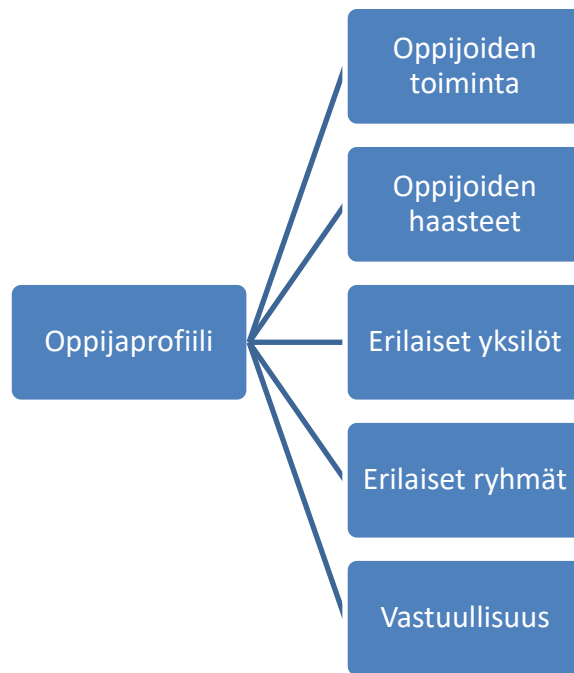 Oppijoiden
toiminta
Oppijoiden
haasteet
Oppijaprofiili
Erilaiset yksilöt
Erilaiset ryhmät
Vastuullisuus